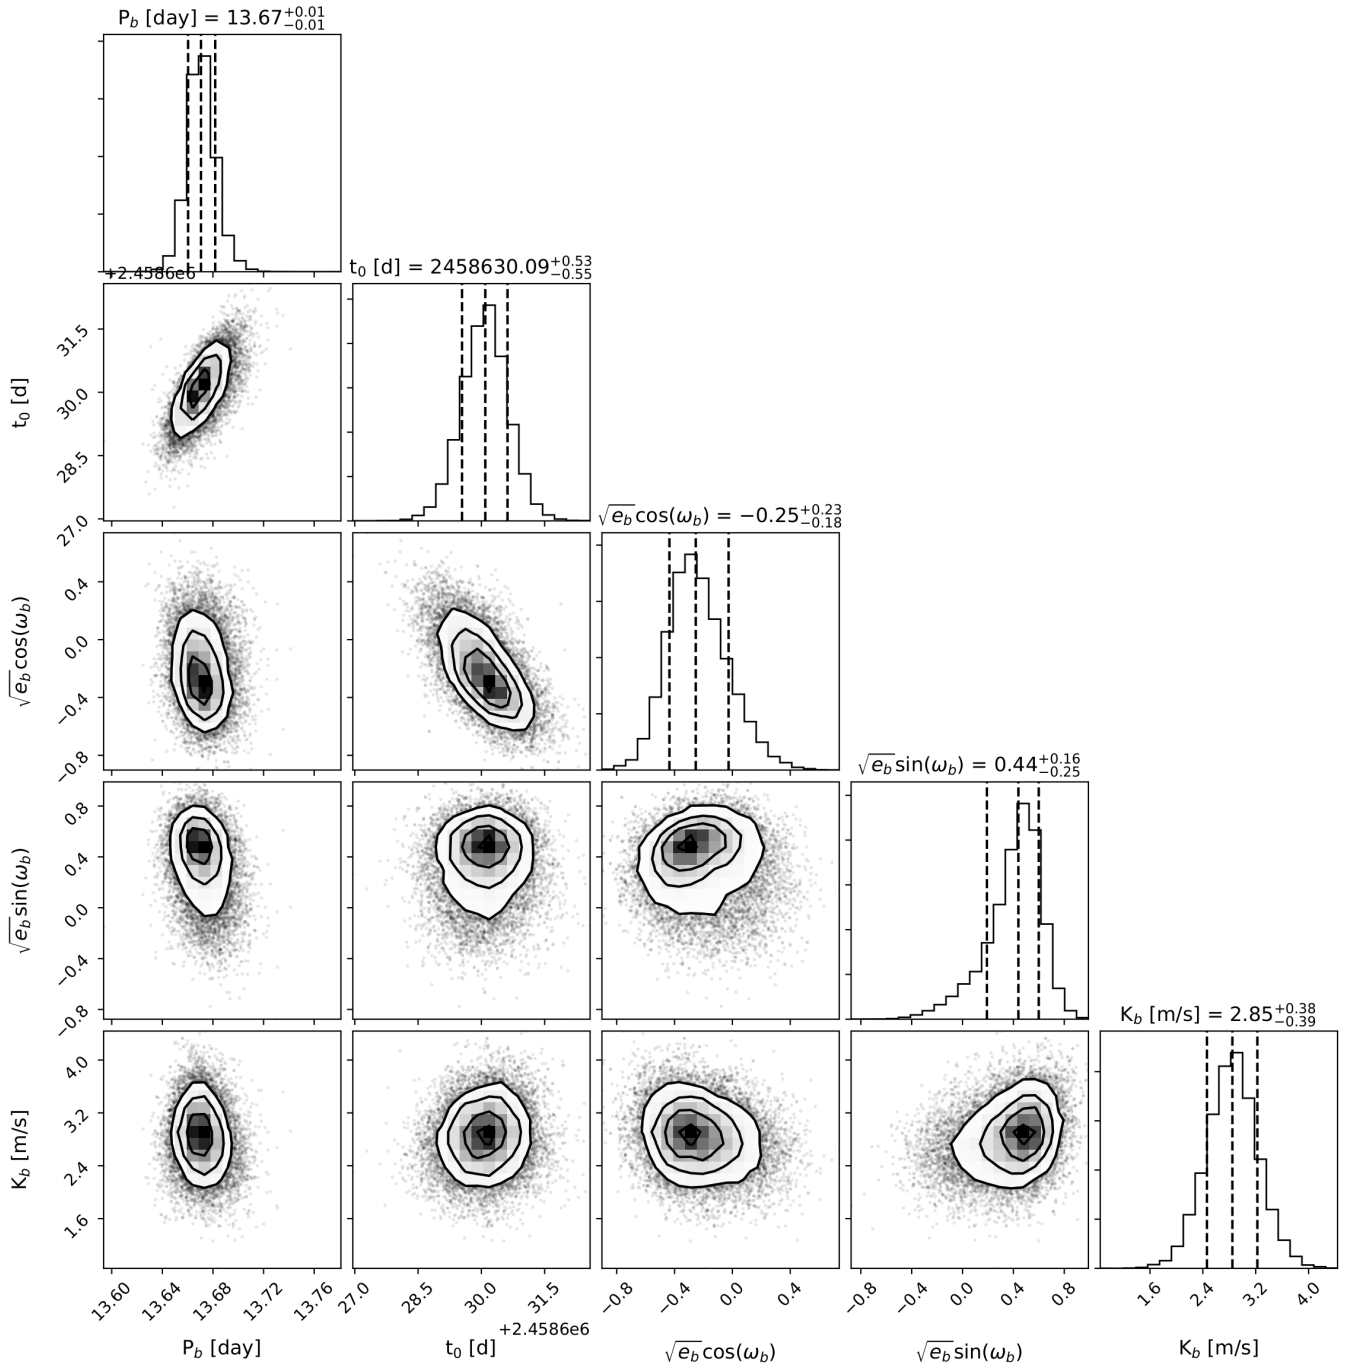 P_b [day] = 13.67^{+0.01}_{−0.01}
+2.4586e6
t_0 [d] = 2458630.09^{+0.53}_{−0.55}
t_0 [d]
31.5
30.0
28.5
27.0
√e_b cos(ω_b) = −0.25^{+0.23}_{−0.18}
√e_b cos(ω_b)
0.4
0.0
−0.4
−0.8
√e_b sin(ω_b) = 0.44^{+0.16}_{−0.25}
√e_b sin(ω_b)
0.8
0.4
0.0
−0.4
−0.8
K_b [m/s] = 2.85^{+0.38}_{−0.39}
K_b [m/s]
4.0
3.2
2.4
1.6
13.60 13.64 13.68 13.72 13.76 27.0 28.5 30.0 31.5 −0.8 −0.4 0.0 0.4 −0.8 −0.4 0.0 0.4 0.8 1.6 2.4 3.2 4.0
+2.4586e6
P_b [day] t_0 [d] √e_b cos(ω_b) √e_b sin(ω_b) K_b [m/s]